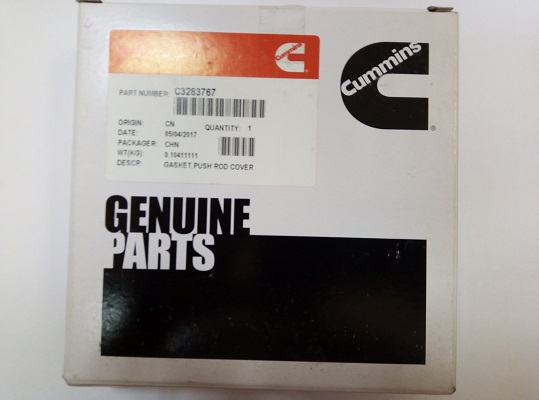 Cummins
PART NUMBER: C3283767
ORIGIN: CN QUANTITY: 1
DATE: 05/04/2017
PACKAGER: CHN
WT(KG): 0.10411111
DESCR: GASKET,PUSH ROD COVER
GENUINE
PARTS